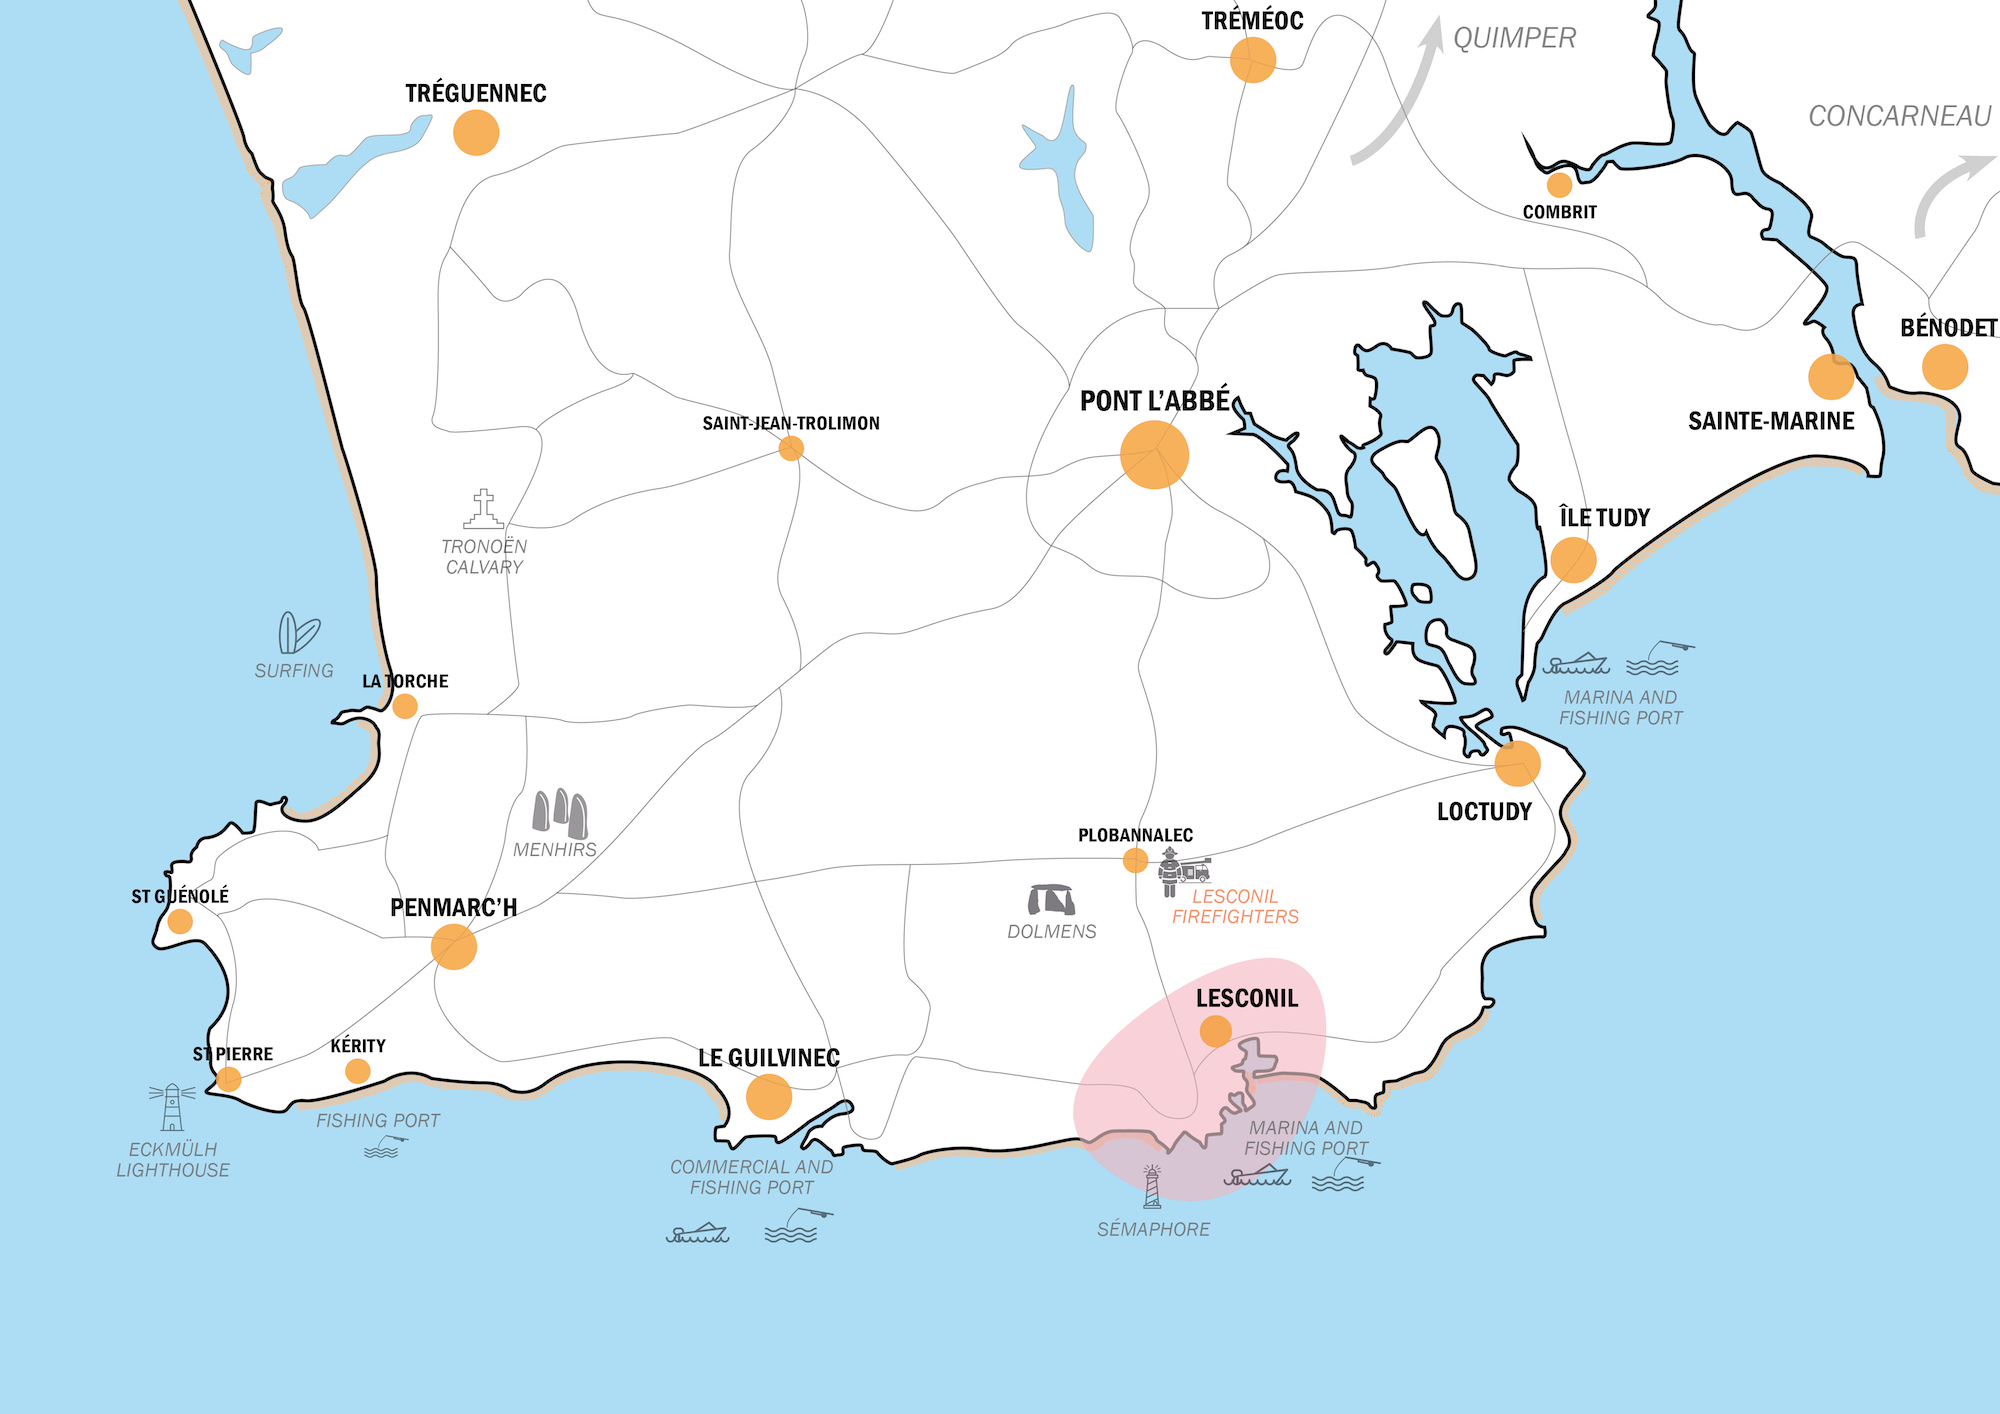 TRÉMÉOC
QUIMPER
TRÉGUENNEC
CONCARNEAU
COMBRIT
BÉNODET
PONT L'ABBÉ
SAINT-JEAN-TROLIMON
SAINTE-MARINE
ÎLE TUDY
TRONOËN
CALVARY
SURFING
LA TORCHE
MARINA AND
FISHING PORT
LOCTUDY
PLOBANNALEC
MENHIRS
ST GUÉNOLÉ
PENMARC'H
LESCONIL
FIREFIGHTERS
DOLMENS
LESCONIL
KÉRITY
ST PIERRE
LE GUILVINEC
FISHING PORT
MARINA AND
FISHING PORT
ECKMÜLH
LIGHTHOUSE
COMMERCIAL AND
FISHING PORT
SÉMAPHORE